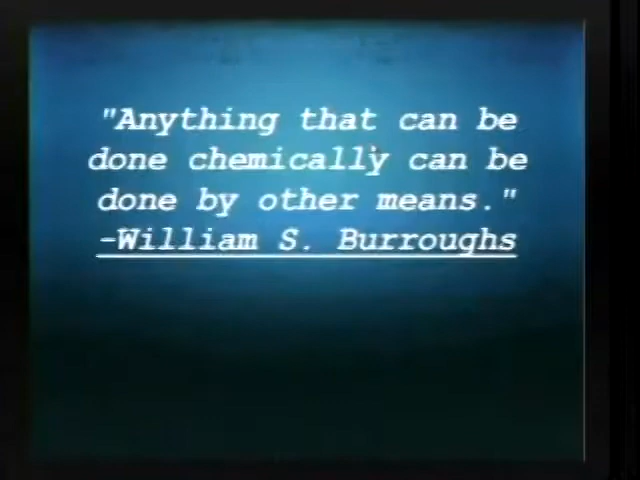 "Anything that can be
done chemically can be
done by other means."
-William S. Burroughs